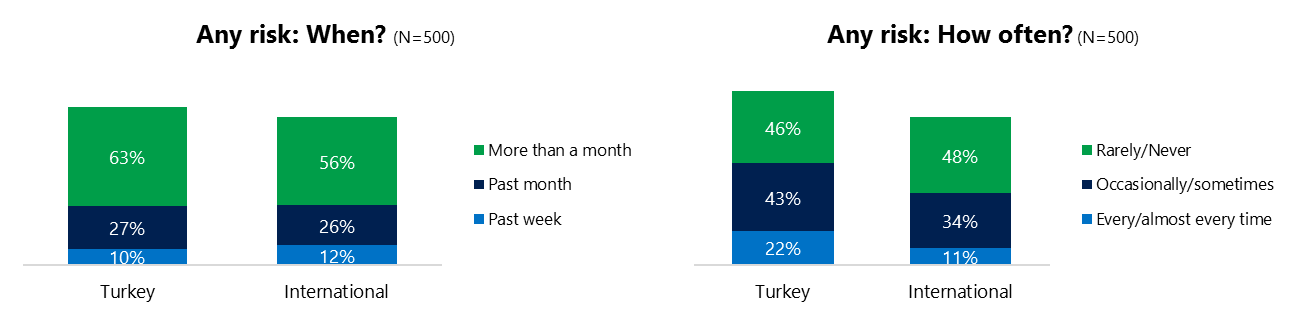 Any risk: When? (N=500)
63%
56%
27%
26%
10%
12%
Turkey
International
More than a month
Past month
Past week
Any risk: How often? (N=500)
46%
48%
43%
34%
22%
11%
Turkey
International
Rarely/Never
Occasionally/sometimes
Every/almost every time